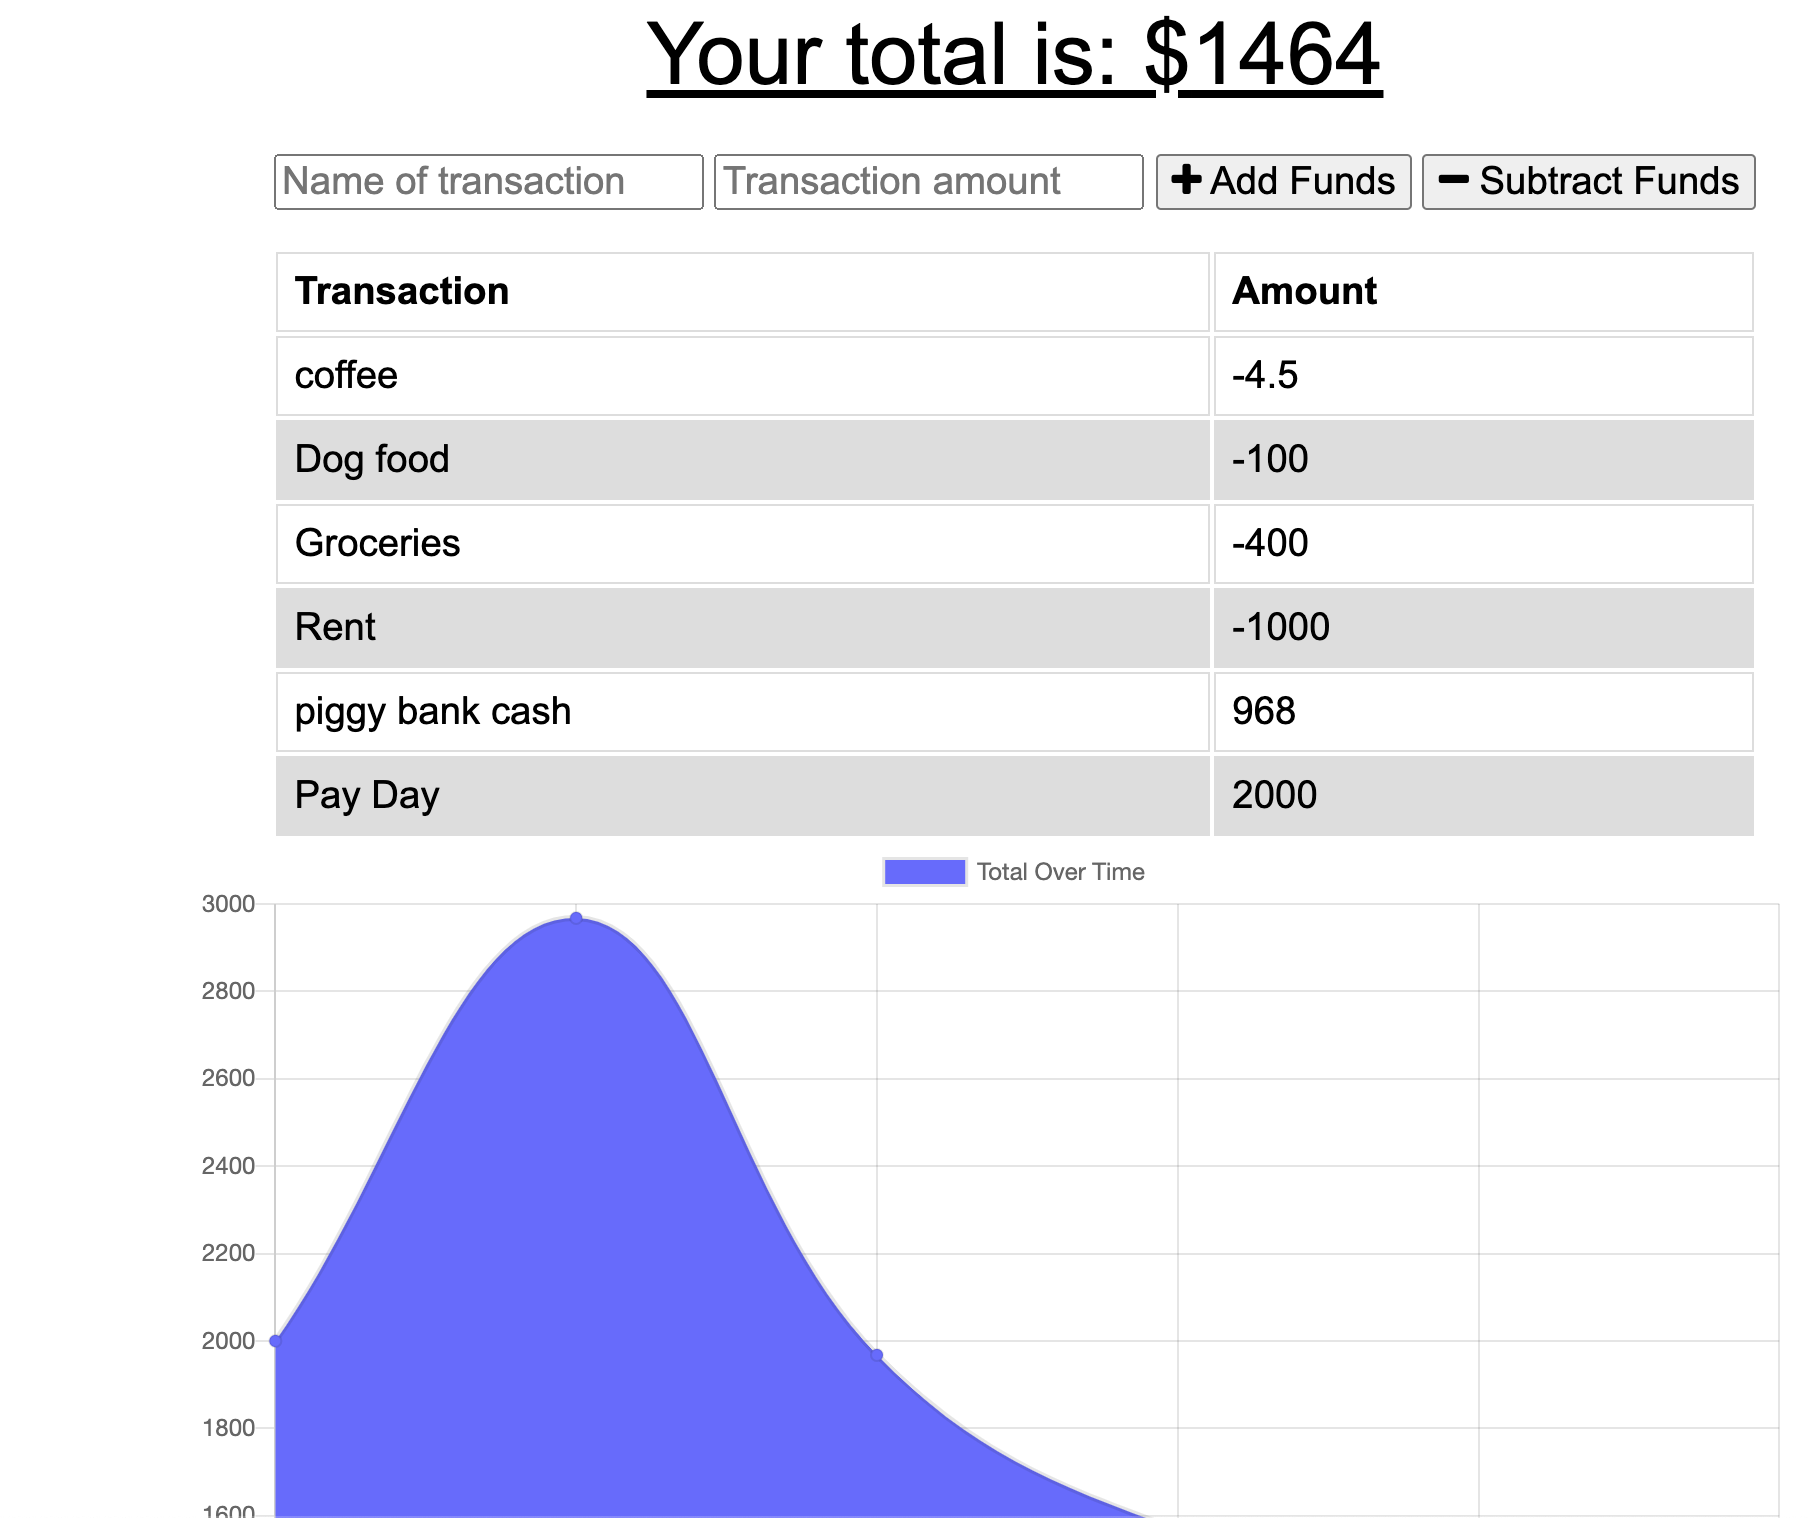 Your total is: $1464
Name of transaction Transaction amount Add Funds Subtract Funds
Transaction Amount
coffee -4.5
Dog food -100
Groceries -400
Rent -1000
piggy bank cash 968
Pay Day 2000
Total Over Time
3000
2800
2600
2400
2200
2000
1800
1600